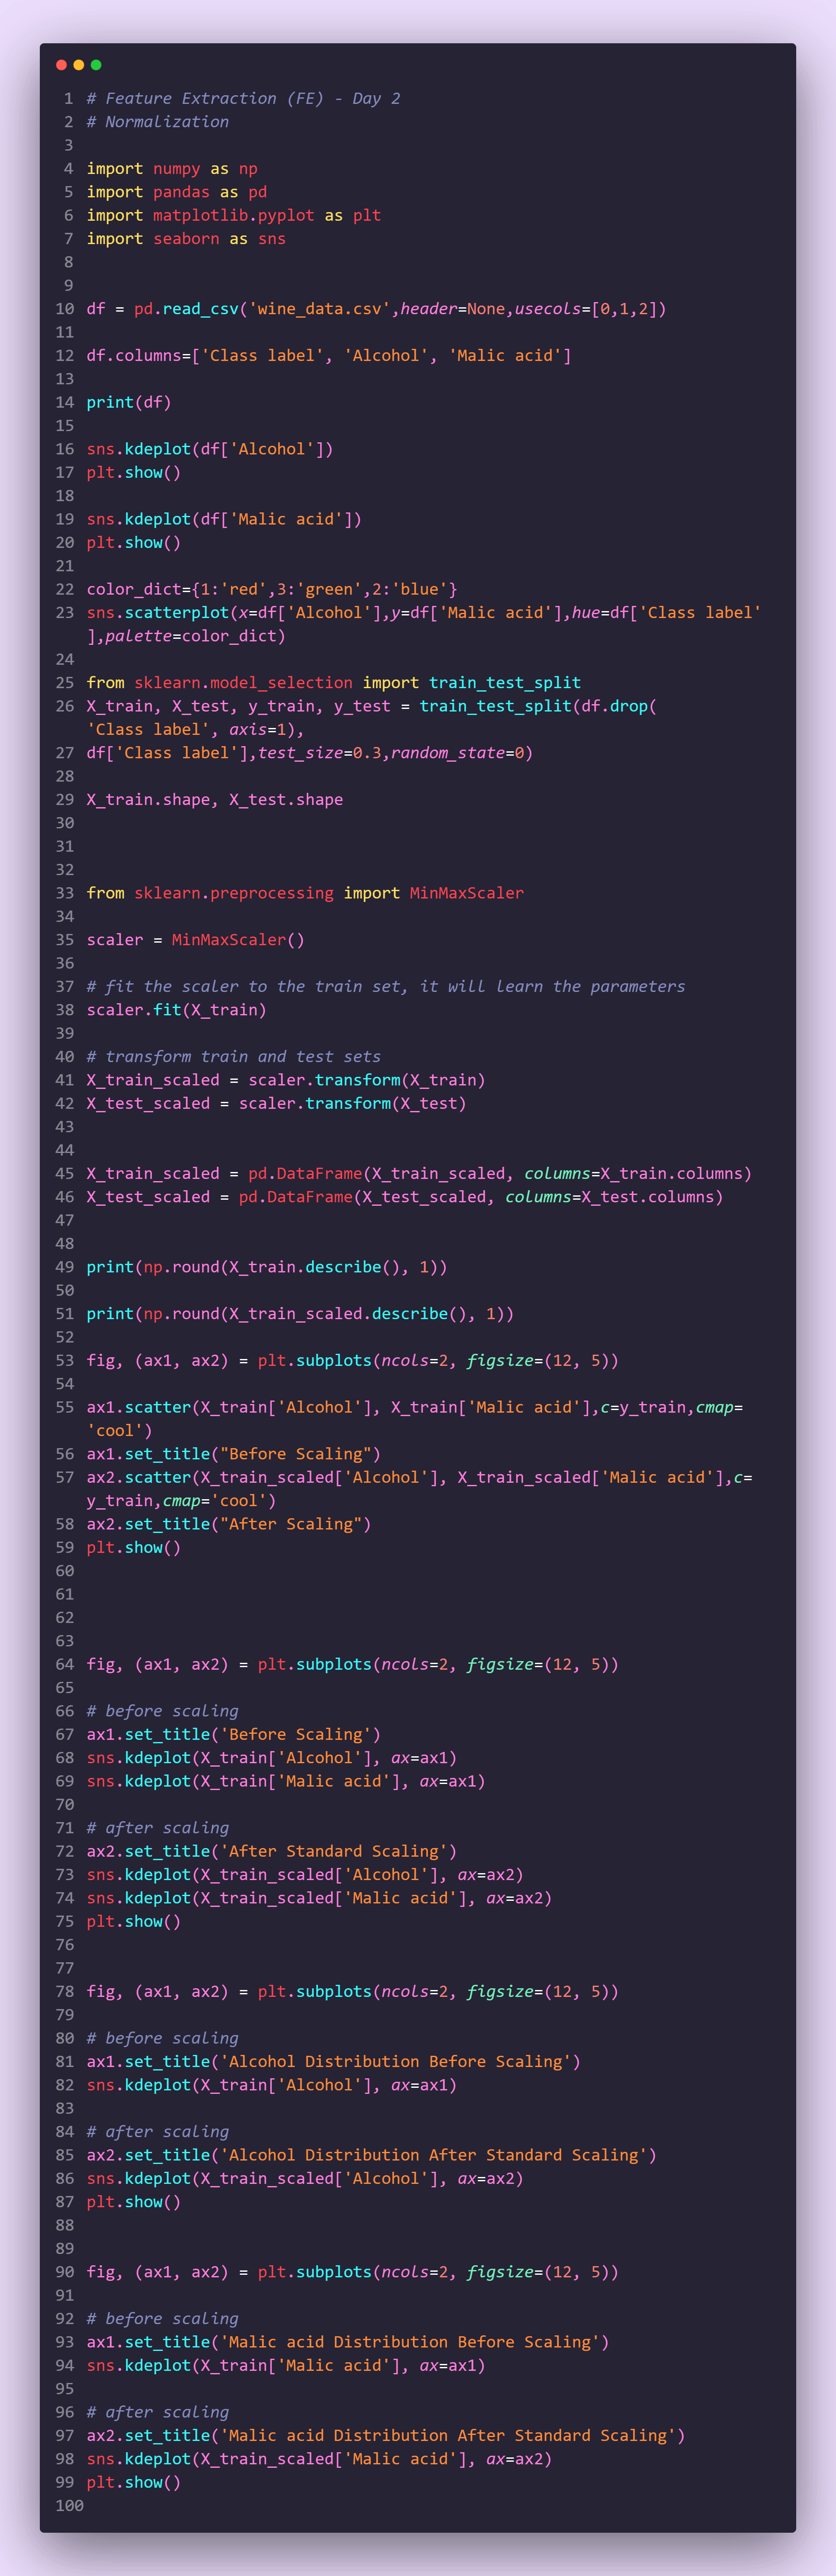 1 # Feature Extraction (FE) - Day 2
2 # Normalization
3
4 import numpy as np
5 import pandas as pd
6 import matplotlib.pyplot as plt
7 import seaborn as sns
8
9
10 df = pd.read_csv('wine_data.csv',header=None,usecols=[0,1,2])
11
12 df.columns=['Class label', 'Alcohol', 'Malic acid']
13
14 print(df)
15
16 sns.kdeplot(df['Alcohol'])
17 plt.show()
18
19 sns.kdeplot(df['Malic acid'])
20 plt.show()
21
22 color_dict={1:'red',3:'green',2:'blue'}
23 sns.scatterplot(x=df['Alcohol'],y=df['Malic acid'],hue=df['Class label'
],palette=color_dict)
24
25 from sklearn.model_selection import train_test_split
26 X_train, X_test, y_train, y_test = train_test_split(df.drop(
'Class label', axis=1),
27 df['Class label'],test_size=0.3,random_state=0)
28
29 X_train.shape, X_test.shape
30
31
32
33 from sklearn.preprocessing import MinMaxScaler
34
35 scaler = MinMaxScaler()
36
37 # fit the scaler to the train set, it will learn the parameters
38 scaler.fit(X_train)
39
40 # transform train and test sets
41 X_train_scaled = scaler.transform(X_train)
42 X_test_scaled = scaler.transform(X_test)
43
44
45 X_train_scaled = pd.DataFrame(X_train_scaled, columns=X_train.columns)
46 X_test_scaled = pd.DataFrame(X_test_scaled, columns=X_test.columns)
47
48
49 print(np.round(X_train.describe(), 1))
50
51 print(np.round(X_train_scaled.describe(), 1))
52
53 fig, (ax1, ax2) = plt.subplots(ncols=2, figsize=(12, 5))
54
55 ax1.scatter(X_train['Alcohol'], X_train['Malic acid'],c=y_train,cmap=
'cool')
56 ax1.set_title("Before Scaling")
57 ax2.scatter(X_train_scaled['Alcohol'], X_train_scaled['Malic acid'],c=
y_train,cmap='cool')
58 ax2.set_title("After Scaling")
59 plt.show()
60
61
62
63
64 fig, (ax1, ax2) = plt.subplots(ncols=2, figsize=(12, 5))
65
66 # before scaling
67 ax1.set_title('Before Scaling')
68 sns.kdeplot(X_train['Alcohol'], ax=ax1)
69 sns.kdeplot(X_train['Malic acid'], ax=ax1)
70
71 # after scaling
72 ax2.set_title('After Standard Scaling')
73 sns.kdeplot(X_train_scaled['Alcohol'], ax=ax2)
74 sns.kdeplot(X_train_scaled['Malic acid'], ax=ax2)
75 plt.show()
76
77
78 fig, (ax1, ax2) = plt.subplots(ncols=2, figsize=(12, 5))
79
80 # before scaling
81 ax1.set_title('Alcohol Distribution Before Scaling')
82 sns.kdeplot(X_train['Alcohol'], ax=ax1)
83
84 # after scaling
85 ax2.set_title('Alcohol Distribution After Standard Scaling')
86 sns.kdeplot(X_train_scaled['Alcohol'], ax=ax2)
87 plt.show()
88
89
90 fig, (ax1, ax2) = plt.subplots(ncols=2, figsize=(12, 5))
91
92 # before scaling
93 ax1.set_title('Malic acid Distribution Before Scaling')
94 sns.kdeplot(X_train['Malic acid'], ax=ax1)
95
96 # after scaling
97 ax2.set_title('Malic acid Distribution After Standard Scaling')
98 sns.kdeplot(X_train_scaled['Malic acid'], ax=ax2)
99 plt.show()
100